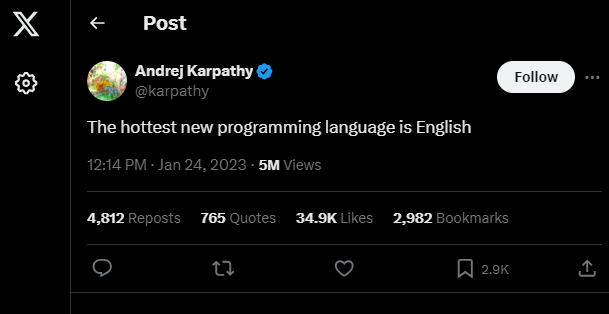 Post
Andrej Karpathy
@karpathy
Follow
The hottest new programming language is English
12:14 PM · Jan 24, 2023 · 5M Views
4,812 Reposts 765 Quotes 34.9K Likes 2,982 Bookmarks
2.9K